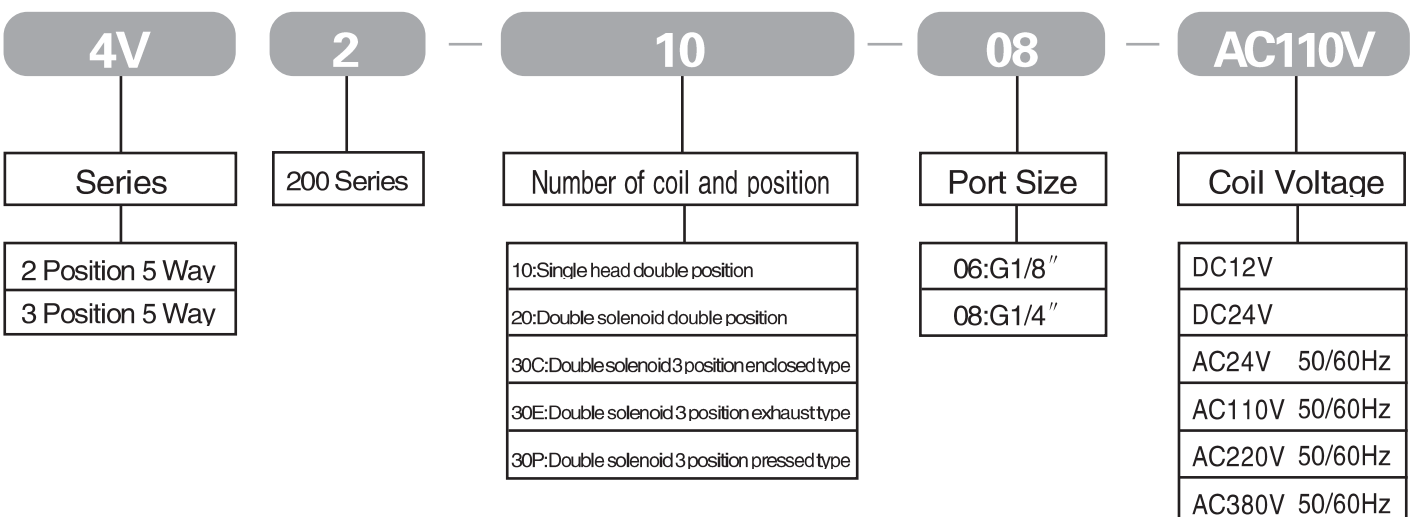 4V 2 — 10 — 08 — AC110V
Series
200 Series
Number of coil and position
Port Size
Coil Voltage
2 Position 5 Way
3 Position 5 Way
10:Single head double position
20:Double solenoid double position
30C:Double solenoid 3 position enclosed type
30E:Double solenoid 3 position exhaust type
30P:Double solenoid 3 position pressed type
06:G1/8″
08:G1/4″
DC12V
DC24V
AC24V 50/60Hz
AC110V 50/60Hz
AC220V 50/60Hz
AC380V 50/60Hz